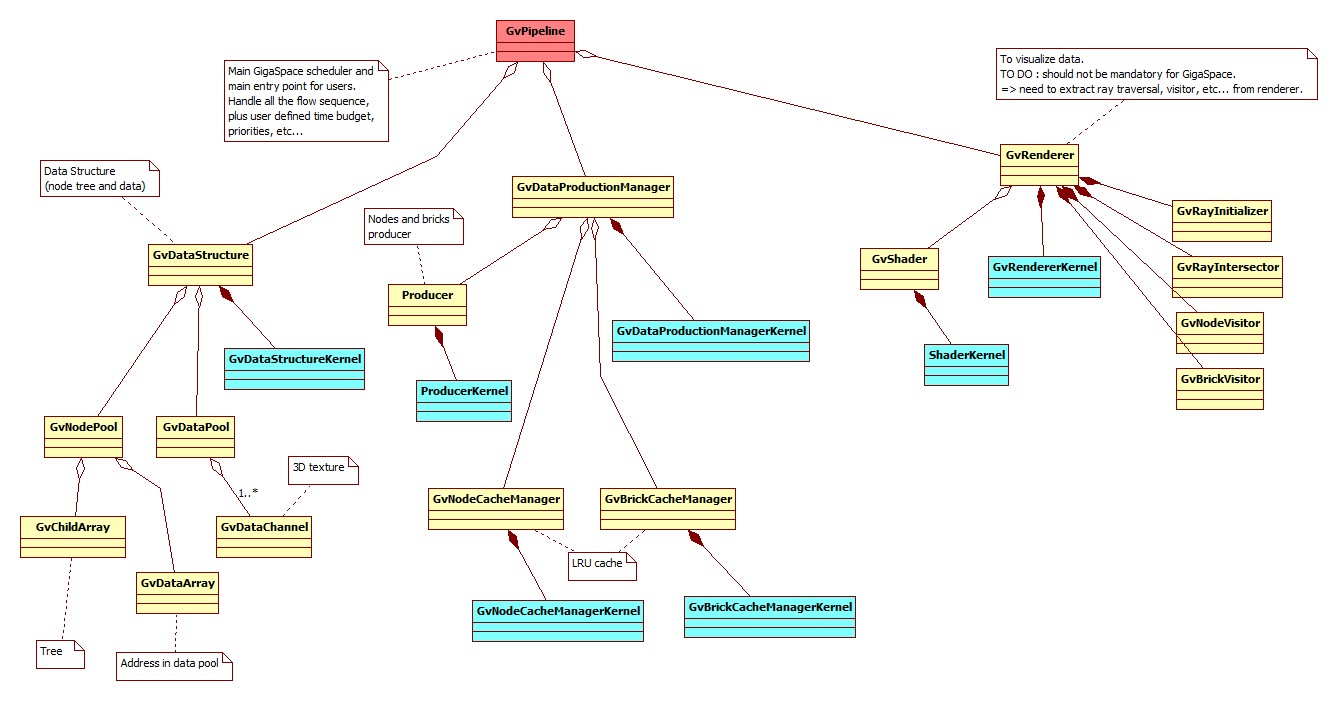 GvPipeline
Main GigaSpace scheduler and
main entry point for users.
Handle all the flow sequence,
plus user defined time budget,
priorities, etc...
To visualize data.
TO DO : should not be mandatory for GigaSpace.
=> need to extract ray traversal, visitor, etc... from renderer.
GvRenderer
Data Structure
(node tree and data)
GvDataProductionManager
Nodes and bricks
producer
GvRayInitializer
GvDataStructure
GvShader
GvRendererKernel
GvRayIntersector
Producer
GvNodeVisitor
GvDataProductionManagerKernel
GvDataStructureKernel
ShaderKernel
GvBrickVisitor
ProducerKernel
GvNodePool
GvDataPool
3D texture
1..*
GvNodeCacheManager
GvBrickCacheManager
GvChildArray
GvDataChannel
LRU cache
GvDataArray
GvNodeCacheManagerKernel
GvBrickCacheManagerKernel
Tree
Address in data pool